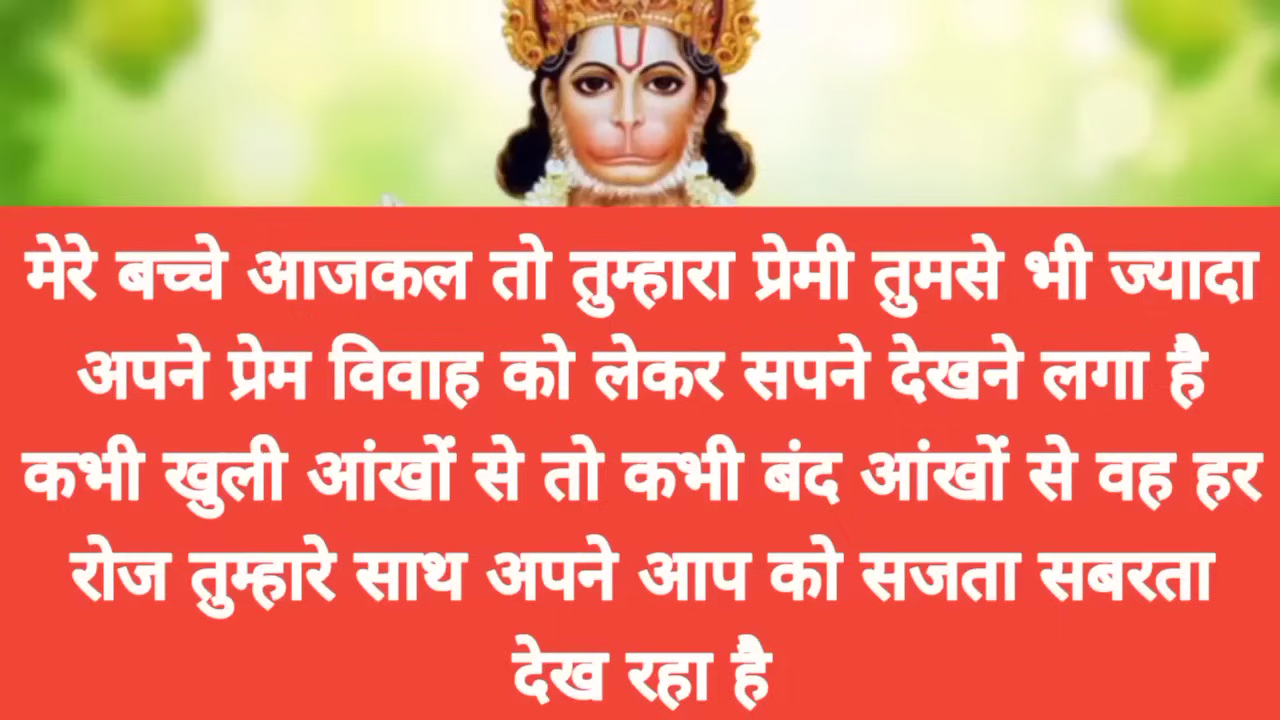 मेरे बच्चे आजकल तो तुम्हारा प्रेमी तुमसे भी ज्यादा
अपने प्रेम विवाह को लेकर सपने देखने लगा है
कभी खुली आंखों से तो कभी बंद आंखों से वह हर
रोज तुम्हारे साथ अपने आप को सजता सबरता
देख रहा है